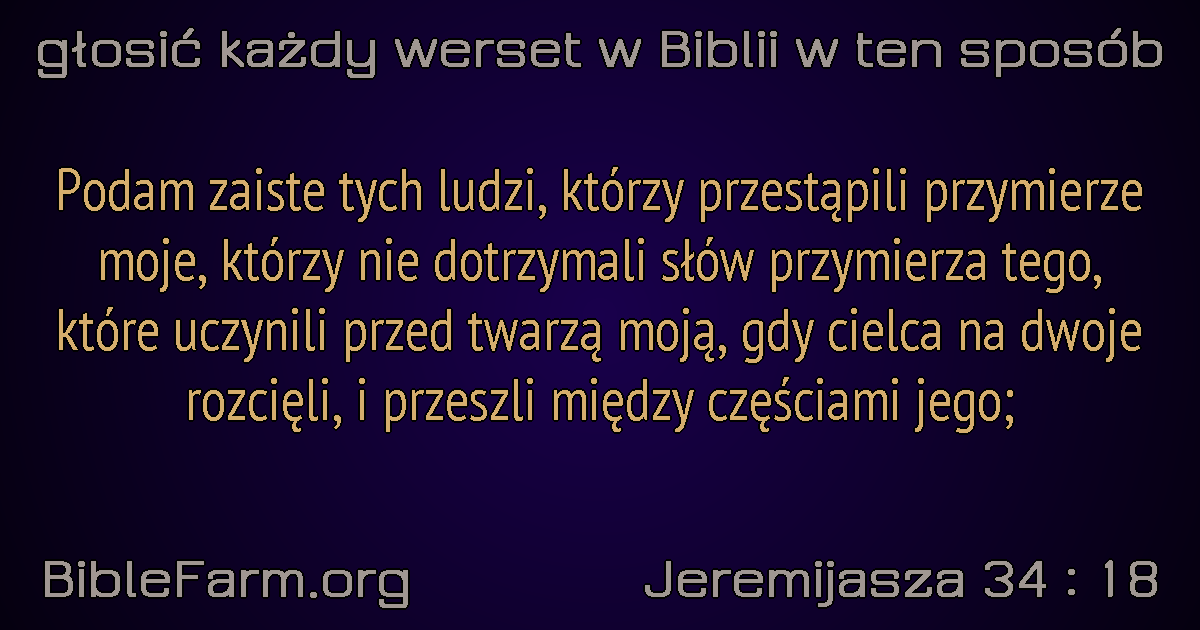 głosić każdy werset w Biblii w ten sposób
Podam zaiste tych ludzi, którzy przestąpili przymierze
moje, którzy nie dotrzymali słów przymierza tego,
które uczynili przed twarzą moją, gdy cielca na dwoje
rozcięli, i przeszli między częściami jego;
BibleFarm.org
Jeremijasza 34 : 18